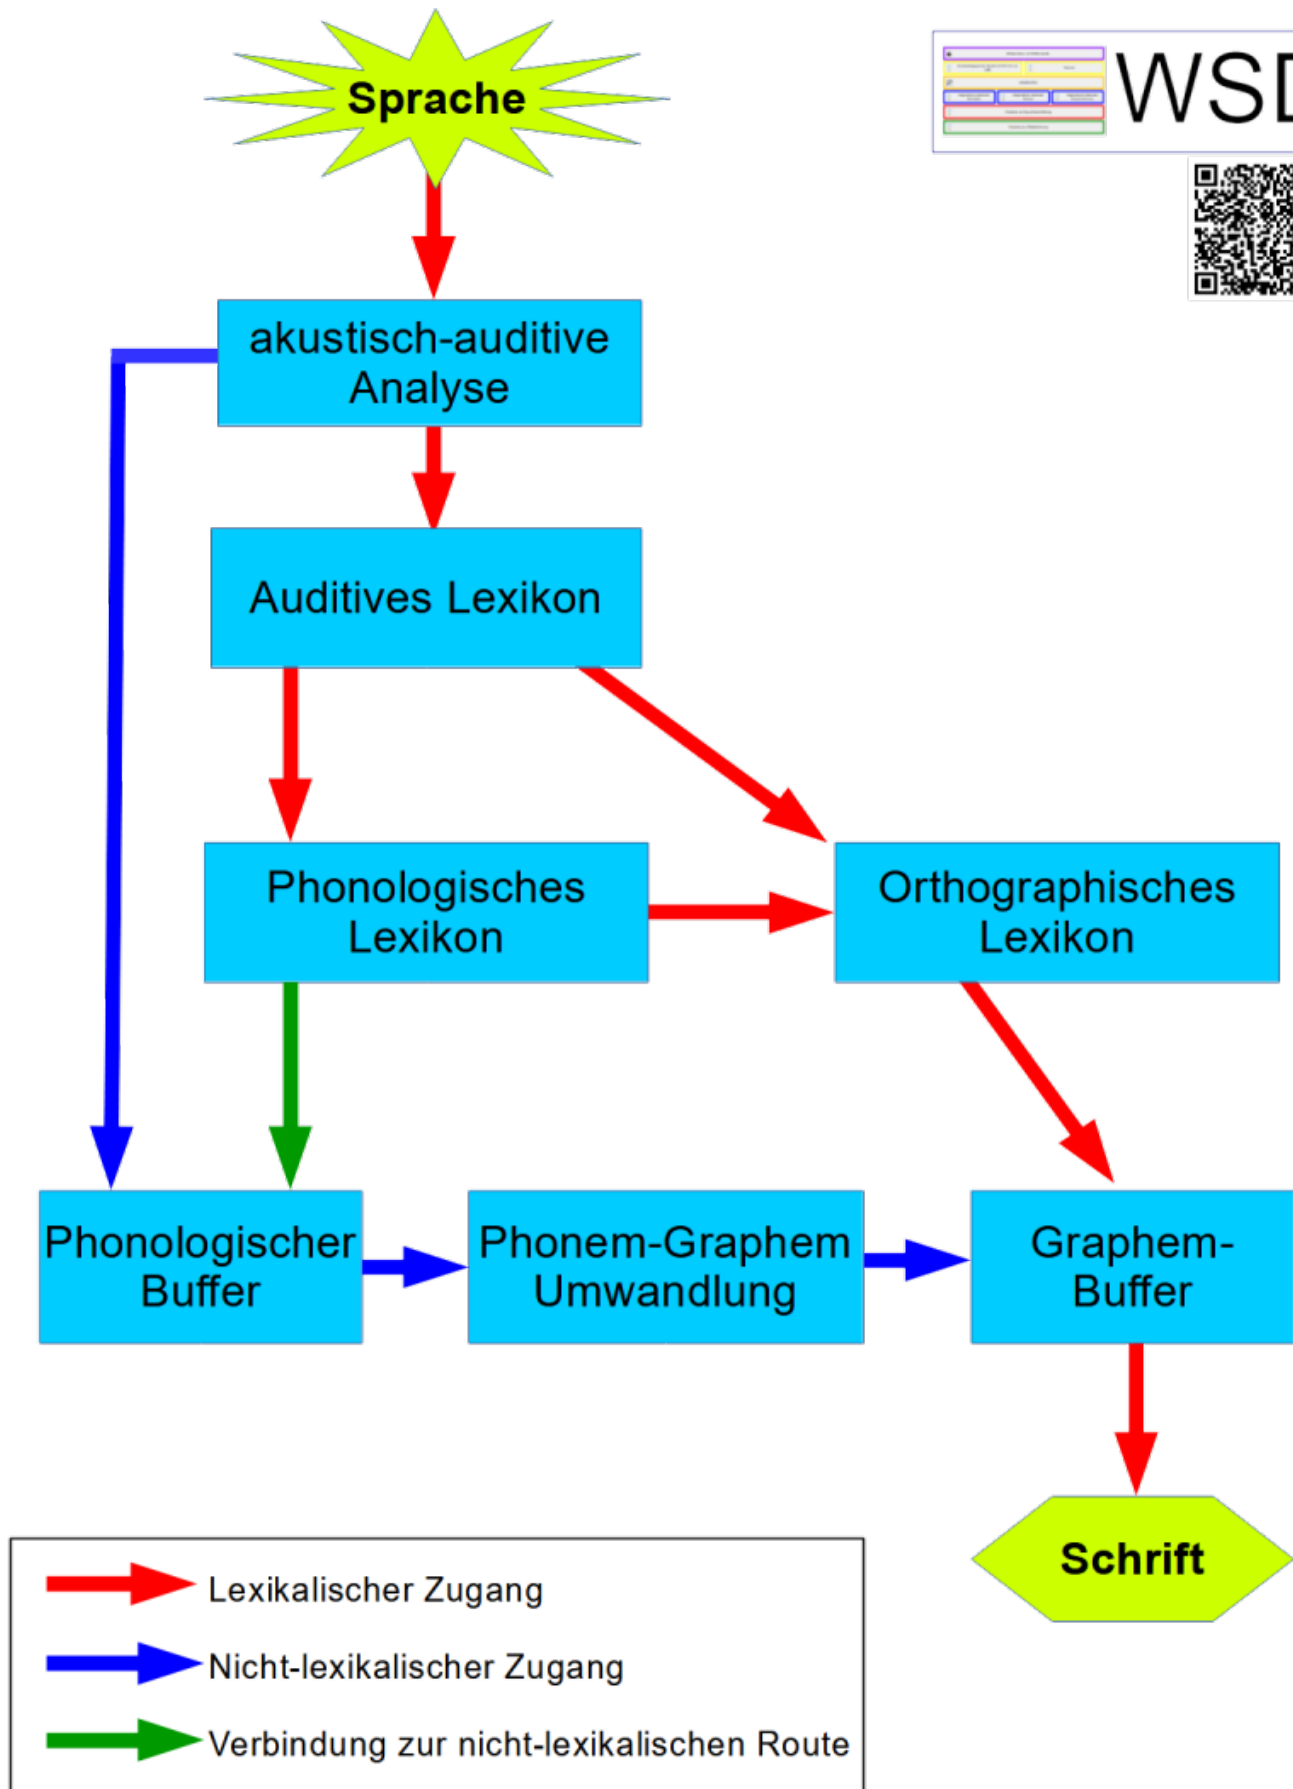 Sprache
WSD
akustisch-auditive
Analyse
Auditives Lexikon
Phonologisches
Lexikon
Orthographisches
Lexikon
Phonologischer
Buffer
Phonem-Graphem
Umwandlung
Graphem-
Buffer
Schrift
Lexikalischer Zugang
Nicht-lexikalischer Zugang
Verbindung zur nicht-lexikalischen Route